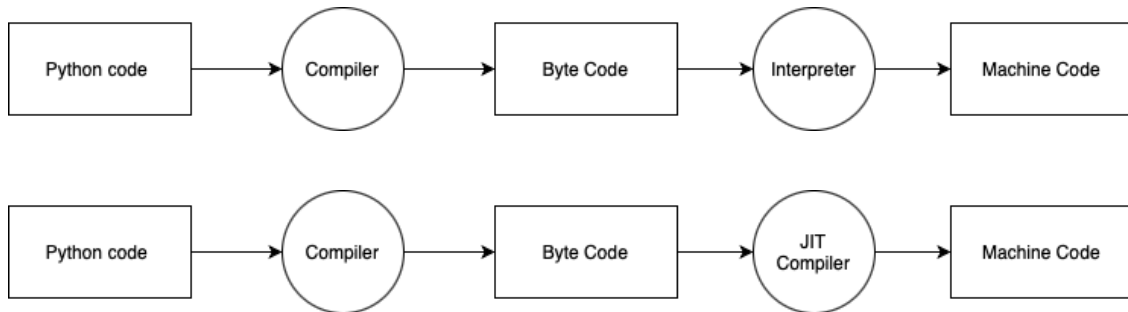 Python code
Compiler
Byte Code
Interpreter
Machine Code
Python code
Compiler
Byte Code
JIT
Compiler
Machine Code